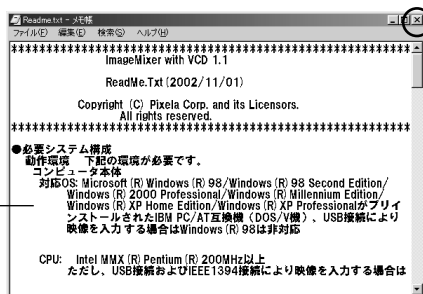 Readme.txt - メモ帳
ファイル(F) 編集(E) 検索(S) ヘルプ(H)
****************************************************
ImageMixer with VCD 1.1
ReadMe.Txt (2002/11/01)
Copyright (C) Pixela Corp. and its Licensors.
All rights reserved.
****************************************************
●必要システム構成
動作環境 下記の環境が必要です。
コンピュータ本体
対応OS: Microsoft(R) Windows(R) 98/Windows(R) 98 Second Edition/
Windows(R) 2000 Professional/Windows(R) Millennium Edition/
Windows(R) XP Home Edition/Windows(R) XP Professionalがプリイ
ンストールされたIBM PC/AT互換機(DOS/V機)、USB接続により
映像を入力する場合はWindows(R) 98は非対応
CPU: Intel MMX(R) Pentium(R) 200MHz以上
ただし、USB接続およびIEEE1394接続により映像を入力する場合は